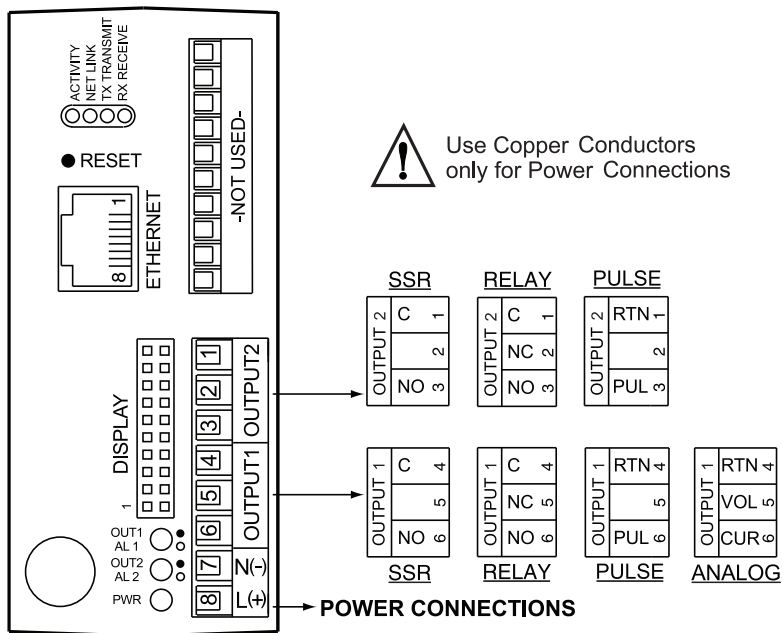 ACTIVITY
NET LINK
TX TRANSMIT
RX RECEIVE
RESET
1
8
ETHERNET
-NOT USED-
Use Copper Conductors
only for Power Connections
!
DISPLAY
1
1
2
3
OUTPUT2
4
5
6
OUTPUT1
7
N(-)
8
L(+)
OUT1
AL 1
OUT2
AL 2
PWR
POWER CONNECTIONS
SSR
OUTPUT 2
C 1
2
NO 3
RELAY
OUTPUT 2
C 1
NC 2
NO 3
PULSE
OUTPUT 2
RTN 1
2
PUL 3
OUTPUT 1
C 4
5
NO 6
SSR
OUTPUT 1
C 4
NC 5
NO 6
RELAY
OUTPUT 1
RTN 4
5
PUL 6
PULSE
OUTPUT 1
RTN 4
VOL 5
CUR 6
ANALOG